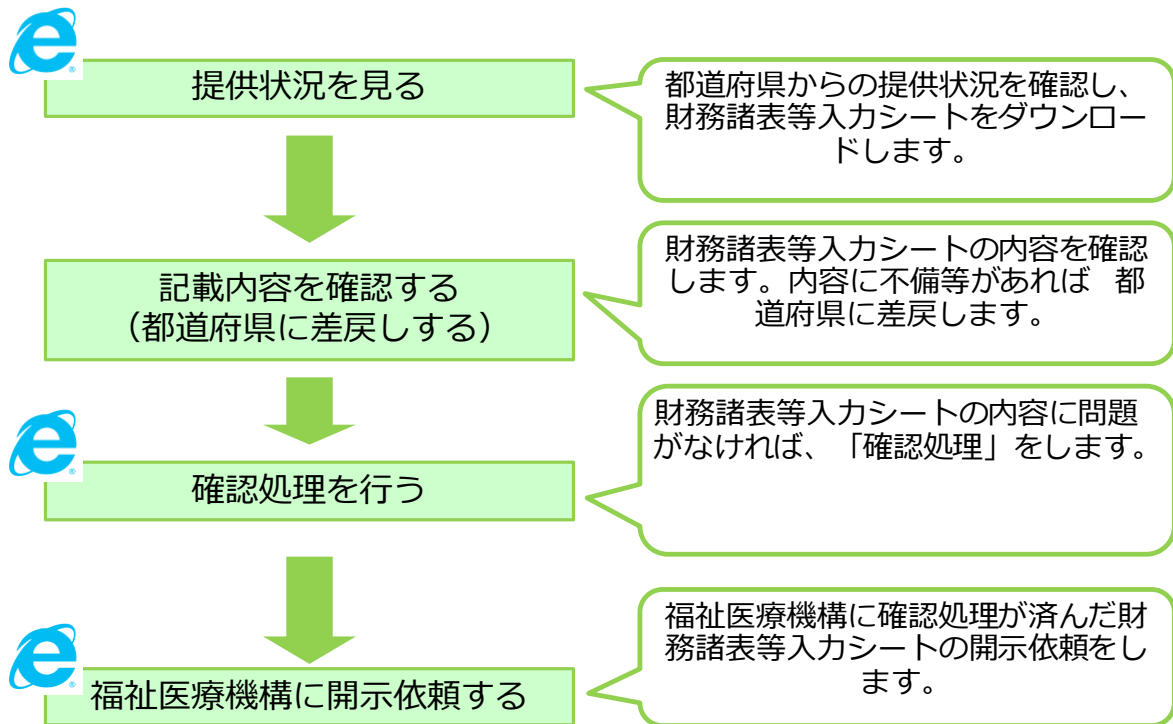 提供状況を見る
都道府県からの提供状況を確認し、
財務諸表等入力シートをダウンロー
ドします。
記載内容を確認する
（都道府県に差戻しする）
財務諸表等入力シートの内容を確認
します。内容に不備等があれば 都
道府県に差戻します。
確認処理を行う
財務諸表等入力シートの内容に問題
がなければ、「確認処理」をします。
福祉医療機構に開示依頼する
福祉医療機構に確認処理が済んだ財
務諸表等入力シートの開示依頼をし
ます。